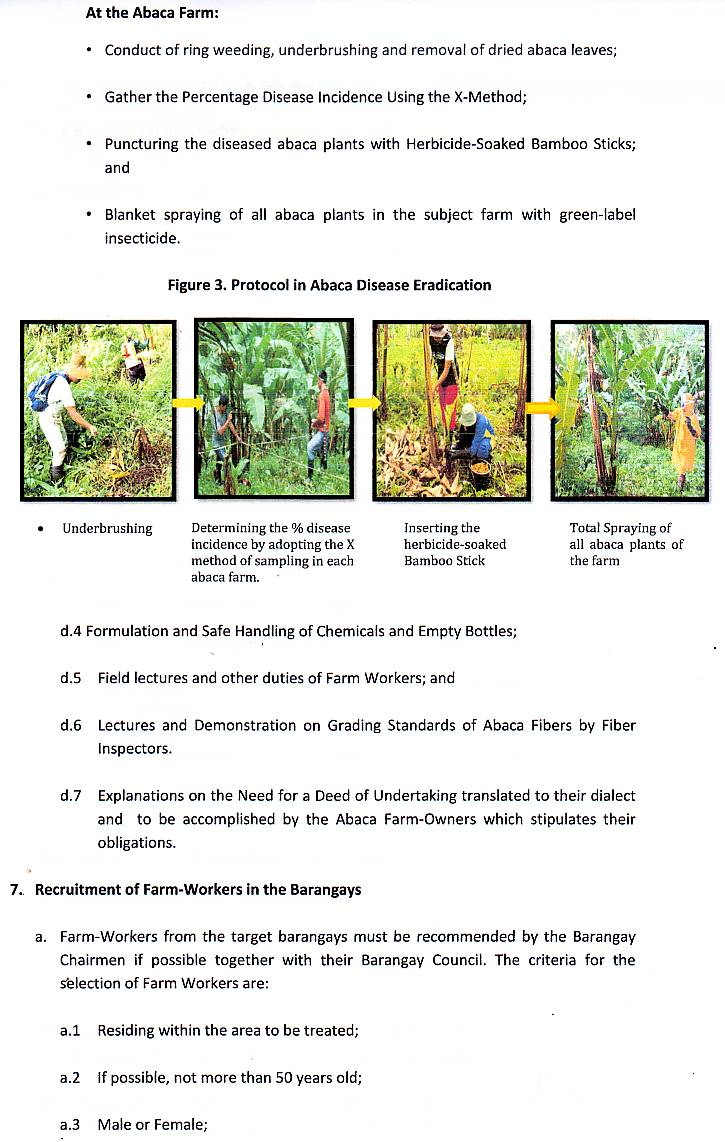 At the Abaca Farm:
• Conduct of ring weeding, underbrushing and removal of dried abaca leaves;
• Gather the Percentage Disease Incidence Using the X-Method;
• Puncturing the diseased abaca plants with Herbicide-Soaked Bamboo Sticks;
and
• Blanket spraying of all abaca plants in the subject farm with green-label
insecticide.
Figure 3. Protocol in Abaca Disease Eradication
• Underbrushing
Determining the % disease
incidence by adopting the X
method of sampling in each
abaca farm.
Inserting the
herbicide-soaked
Bamboo Stick
Total Spraying of
all abaca plants of
the farm
d.4 Formulation and Safe Handling of Chemicals and Empty Bottles;
d.5 Field lectures and other duties of Farm Workers; and
d.6 Lectures and Demonstration on Grading Standards of Abaca Fibers by Fiber
Inspectors.
d.7 Explanations on the Need for a Deed of Undertaking translated to their dialect
and to be accomplished by the Abaca Farm-Owners which stipulates their
obligations.
7. Recruitment of Farm-Workers in the Barangays
a. Farm-Workers from the target barangays must be recommended by the Barangay
Chairmen if possible together with their Barangay Council. The criteria for the
selection of Farm Workers are:
a.1 Residing within the area to be treated;
a.2 If possible, not more than 50 years old;
a.3 Male or Female;